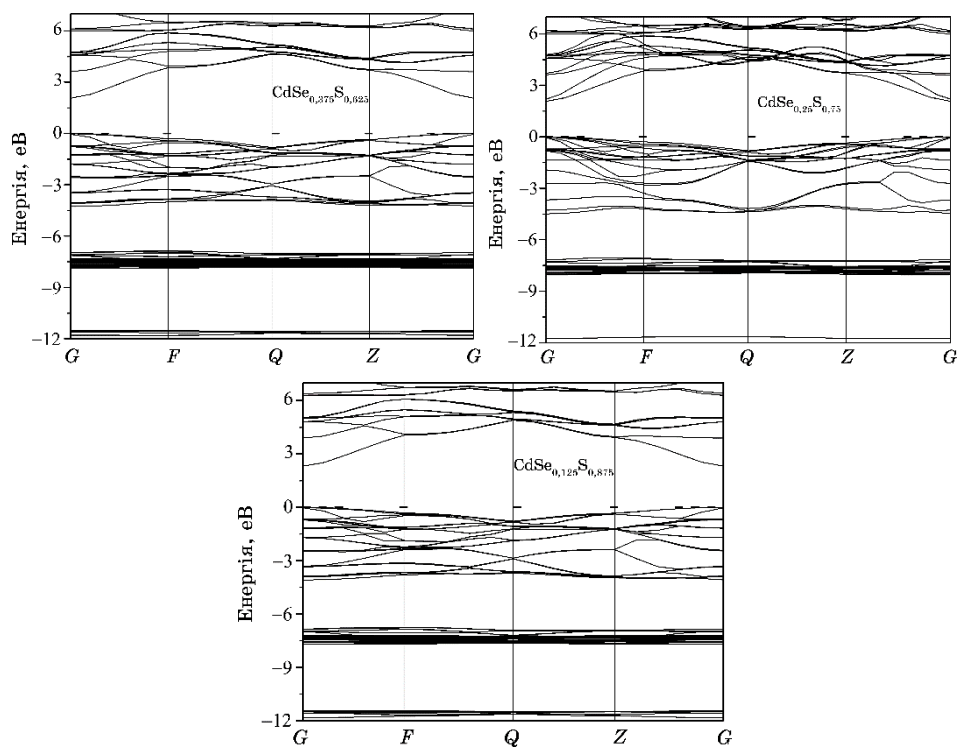 6
3
0
−3
−6
−9
−12
Енергія, еВ
CdSe0,375S0,625
G F Q Z G
6
3
0
−3
−6
−9
−12
Енергія, еВ
CdSe0,25S0,75
G F Q Z G
6
3
0
−3
−6
−9
−12
Енергія, еВ
CdSe0,125S0,875
G F Q Z G